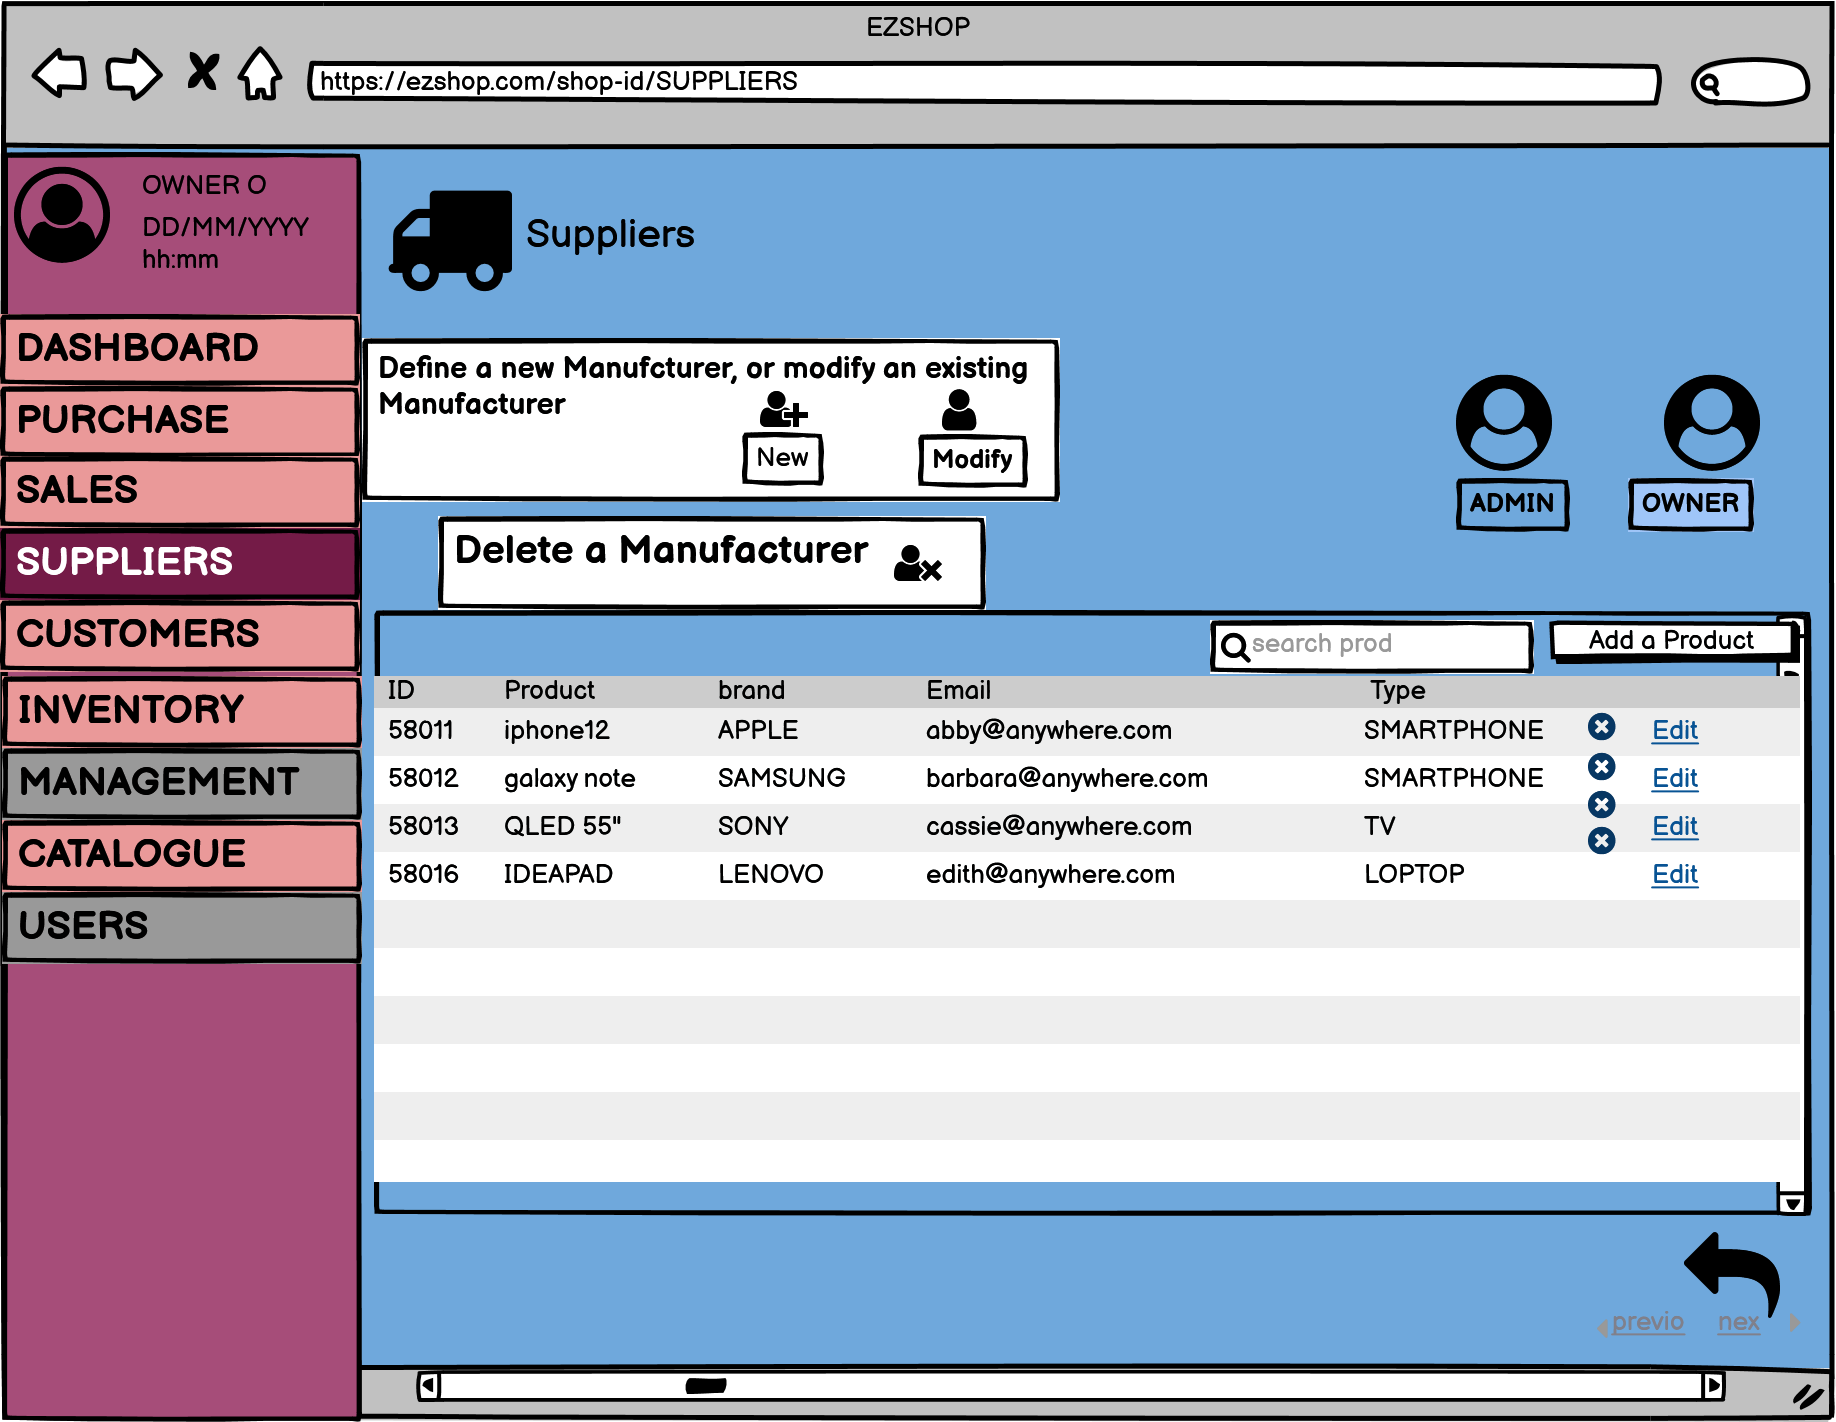 EZSHOP
https://ezshop.com/shop-id/SUPPLIERS
OWNER O
DD/MM/YYYY
hh:mm
DASHBOARD
PURCHASE
SALES
SUPPLIERS
CUSTOMERS
INVENTORY
MANAGEMENT
CATALOGUE
USERS
Suppliers
Define a new Manufcturer, or modify an existing
Manufacturer
New
Modify
ADMIN
OWNER
Delete a Manufacturer
search prod
Add a Product
ID Product brand Email Type
58011 iphone12 APPLE abby@anywhere.com SMARTPHONE Edit
58012 galaxy note SAMSUNG barbara@anywhere.com SMARTPHONE Edit
58013 QLED 55" SONY cassie@anywhere.com TV Edit
58016 IDEAPAD LENOVO edith@anywhere.com LOPTOP Edit
previo nex